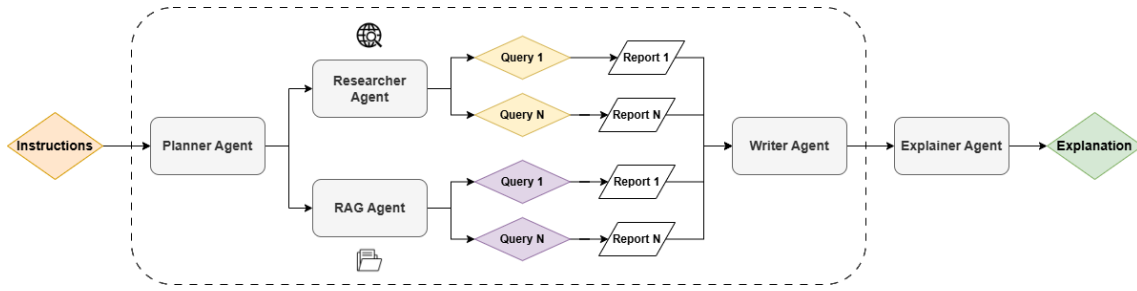 Instructions
Planner Agent
Researcher
Agent
RAG Agent
Query 1
Report 1
Query N
Report N
Query 1
Report 1
Query N
Report N
Writer Agent
Explainer Agent
Explanation